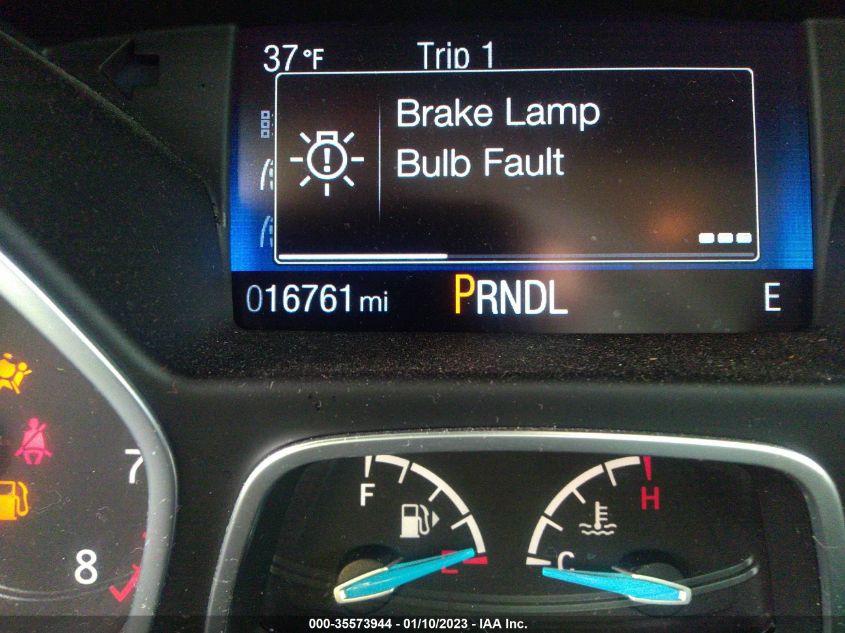 37°F Trip 1
Brake Lamp
Bulb Fault
016761 mi PRNDL E
7
8
F
E
H
C
000-35573944 - 01/10/2023 - IAA Inc.